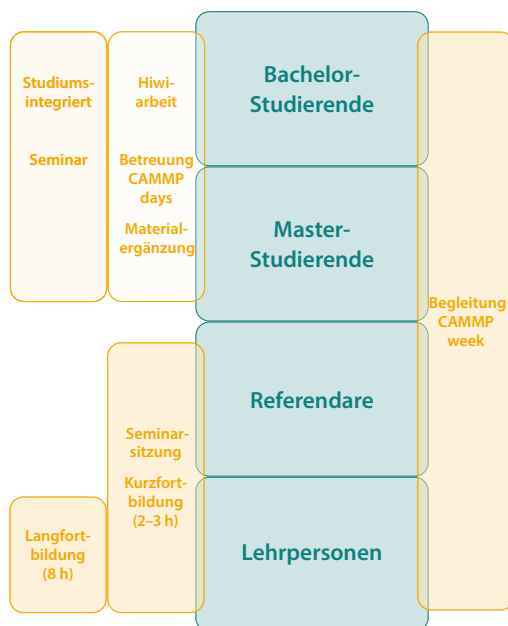 Studiums-
integriert
Seminar
Hiwi-
arbeit
Betreuung
CAMMP
days
Material-
ergänzung
Bachelor-
Studierende
Master-
Studierende
Referendare
Lehrpersonen
Begleitung
CAMMP
week
Seminar-
sitzung
Kurzfort-
bildung
(2–3 h)
Langfort-
bildung
(8 h)